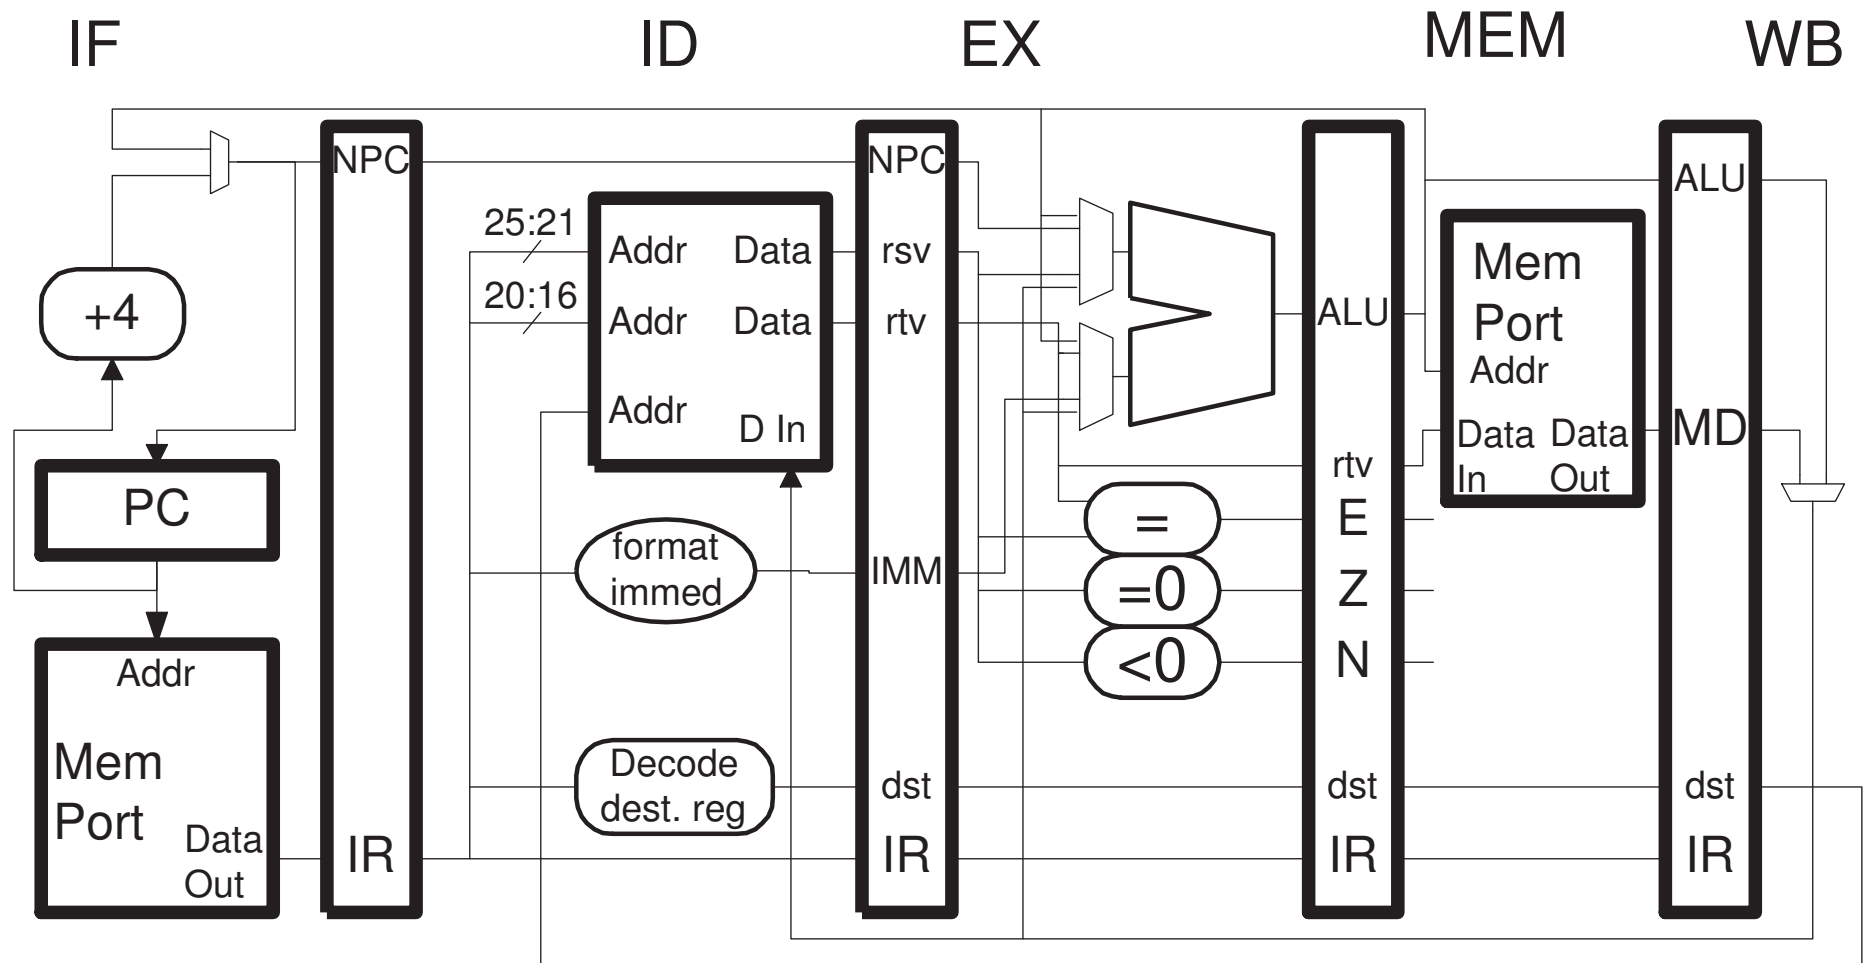 IF
ID
EX
MEM
WB
+4
PC
Addr
Mem
Port
Data
Out
NPC
IR
25:21
20:16
Addr
Data
Addr
Data
Addr
D In
format
immed
Decode
dest. reg
NPC
rsv
rtv
IMM
dst
IR
=
=0
<0
ALU
rtv
E
Z
N
dst
IR
Mem
Port
Addr
Data
In
Data
Out
ALU
MD
dst
IR